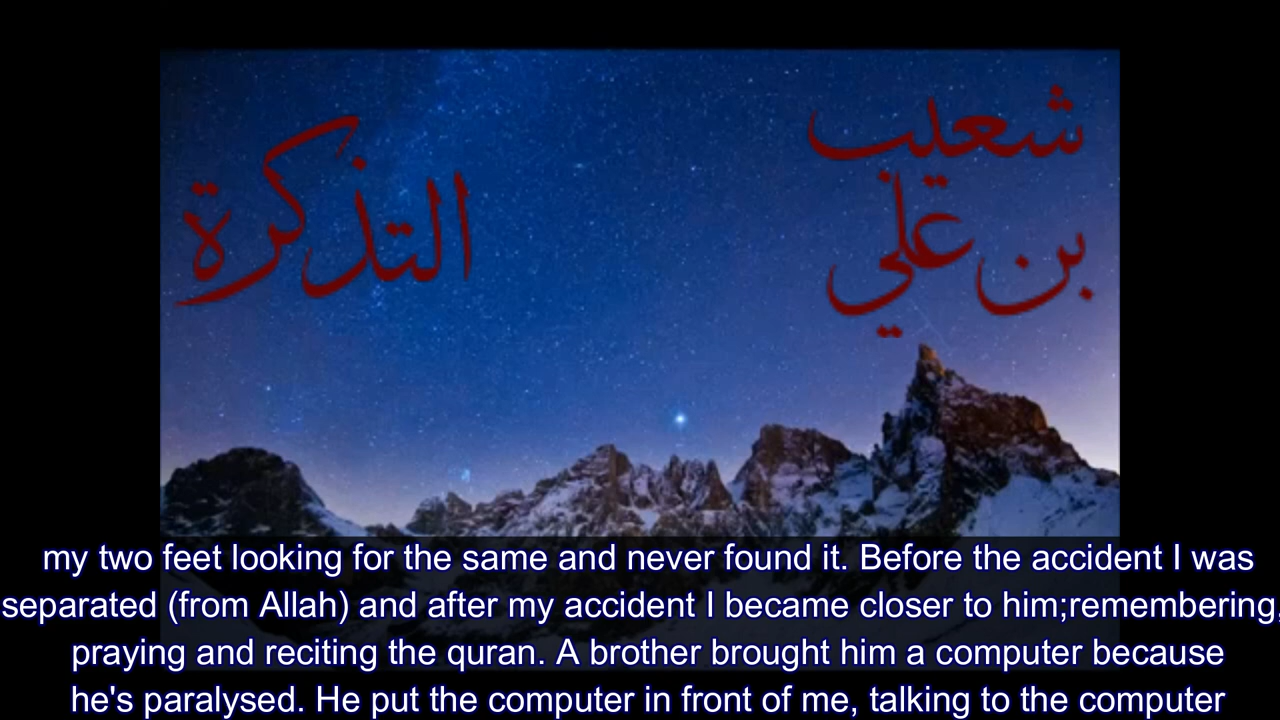 شعيب
بن علي
التذكرة
my two feet looking for the same and never found it. Before the accident I was
separated (from Allah) and after my accident I became closer to him;remembering,
praying and reciting the quran. A brother brought him a computer because
he's paralysed. He put the computer in front of me, talking to the computer